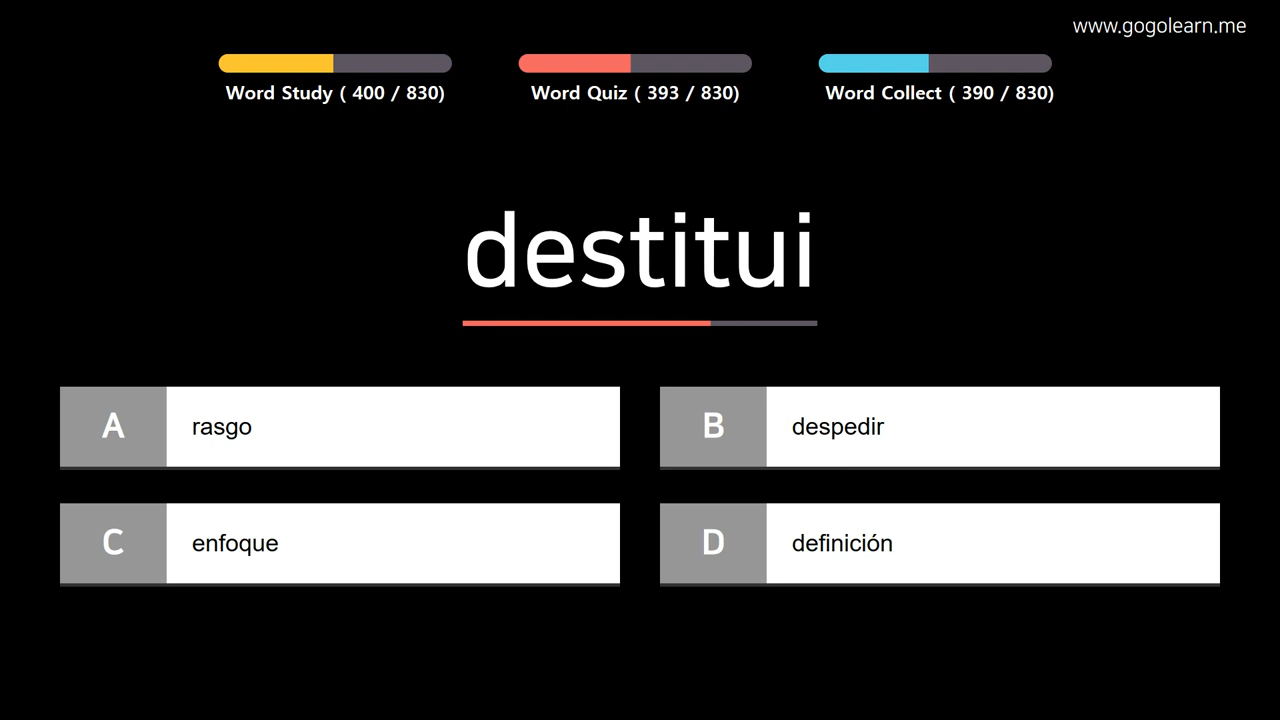 www.gogolearn.me
Word Study ( 400 / 830)
Word Quiz ( 393 / 830)
Word Collect ( 390 / 830)
destitui
A rasgo
B despedir
C enfoque
D definición